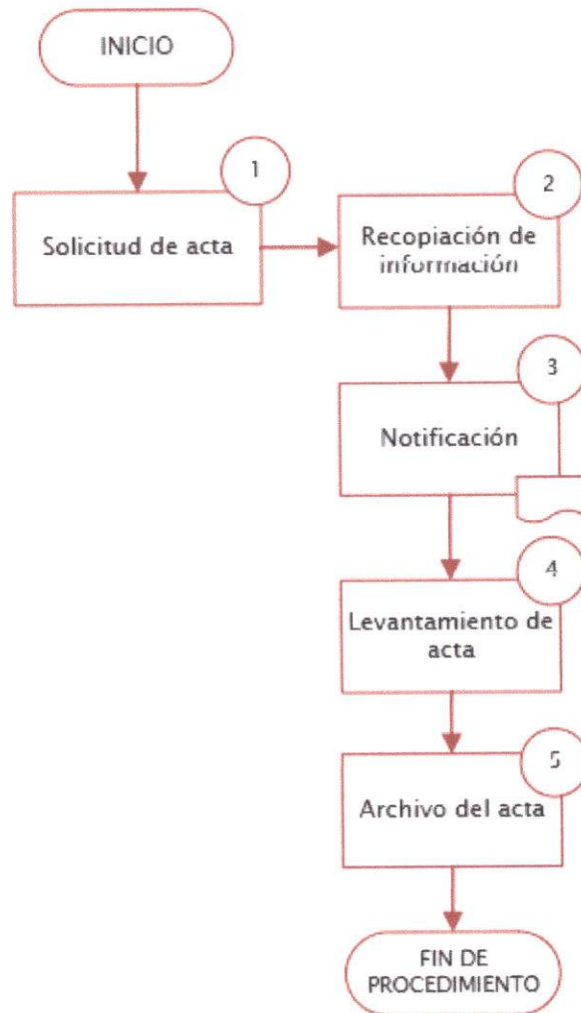 INICIO
1
Solicitud de acta
2
Recopiación de
información
3
Notificación
4
Levantamiento de
acta
5
Archivo del acta
FIN DE
PROCEDIMIENTO